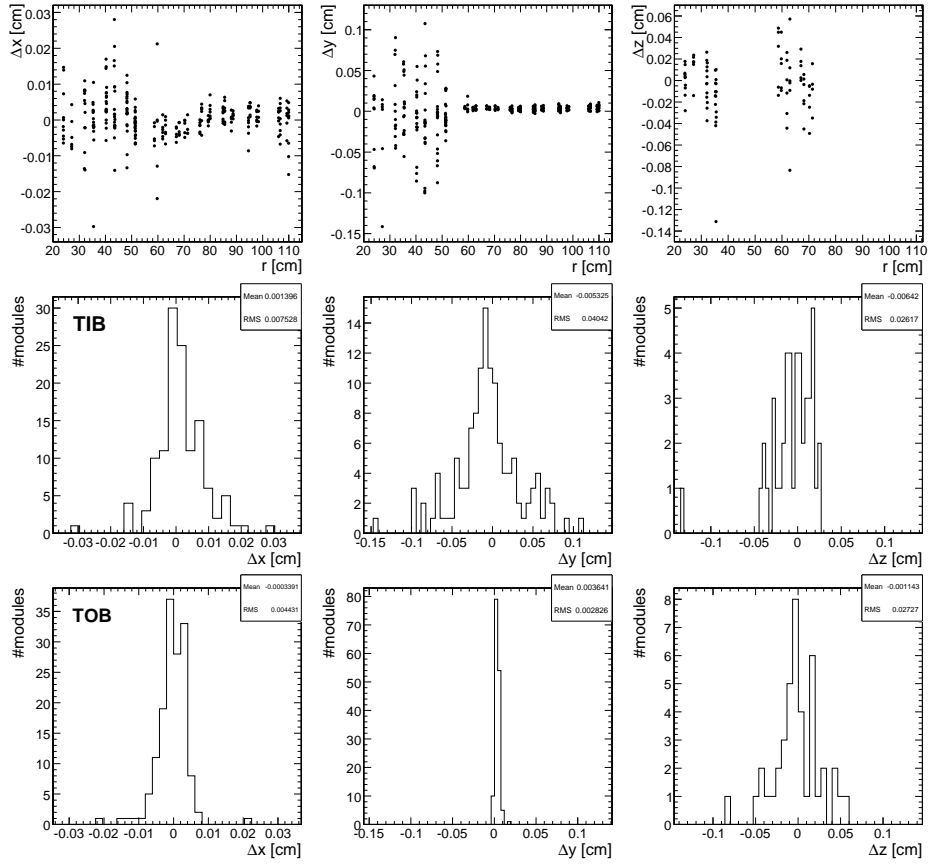 Δx [cm]
0.03
0.02
0.01
0
-0.01
-0.02
-0.03
20 30 40 50 60 70 80 90 100 110
r [cm]
Δy [cm]
0.1
0.05
0
-0.05
-0.1
-0.15
20 30 40 50 60 70 80 90 100 110
r [cm]
Δz [cm]
0.06
0.04
0.02
0
-0.02
-0.04
-0.06
-0.08
-0.1
-0.12
-0.14
20 30 40 50 60 70 80 90 100 110
r [cm]
#modules
TIB
Mean 0.001396
RMS 0.007528
30
25
20
15
10
5
0
-0.03 -0.02 -0.01 0 0.01 0.02 0.03
Δx [cm]
#modules
Mean -0.005325
RMS 0.04042
14
12
10
8
6
4
2
0
-0.15 -0.1 -0.05 0 0.05 0.1
Δy [cm]
#modules
Mean -0.00642
RMS 0.02617
5
4
3
2
1
0
-0.1 -0.05 0 0.05 0.1
Δz [cm]
#modules
TOB
Mean -0.0003391
RMS 0.004431
35
30
25
20
15
10
5
0
-0.03 -0.02 -0.01 0 0.01 0.02 0.03
Δx [cm]
#modules
Mean 0.003641
RMS 0.002826
80
70
60
50
40
30
20
10
0
-0.15 -0.1 -0.05 0 0.05 0.1
Δy [cm]
#modules
Mean -0.001143
RMS 0.02727
8
7
6
5
4
3
2
1
0
-0.1 -0.05 0 0.05 0.1
Δz [cm]